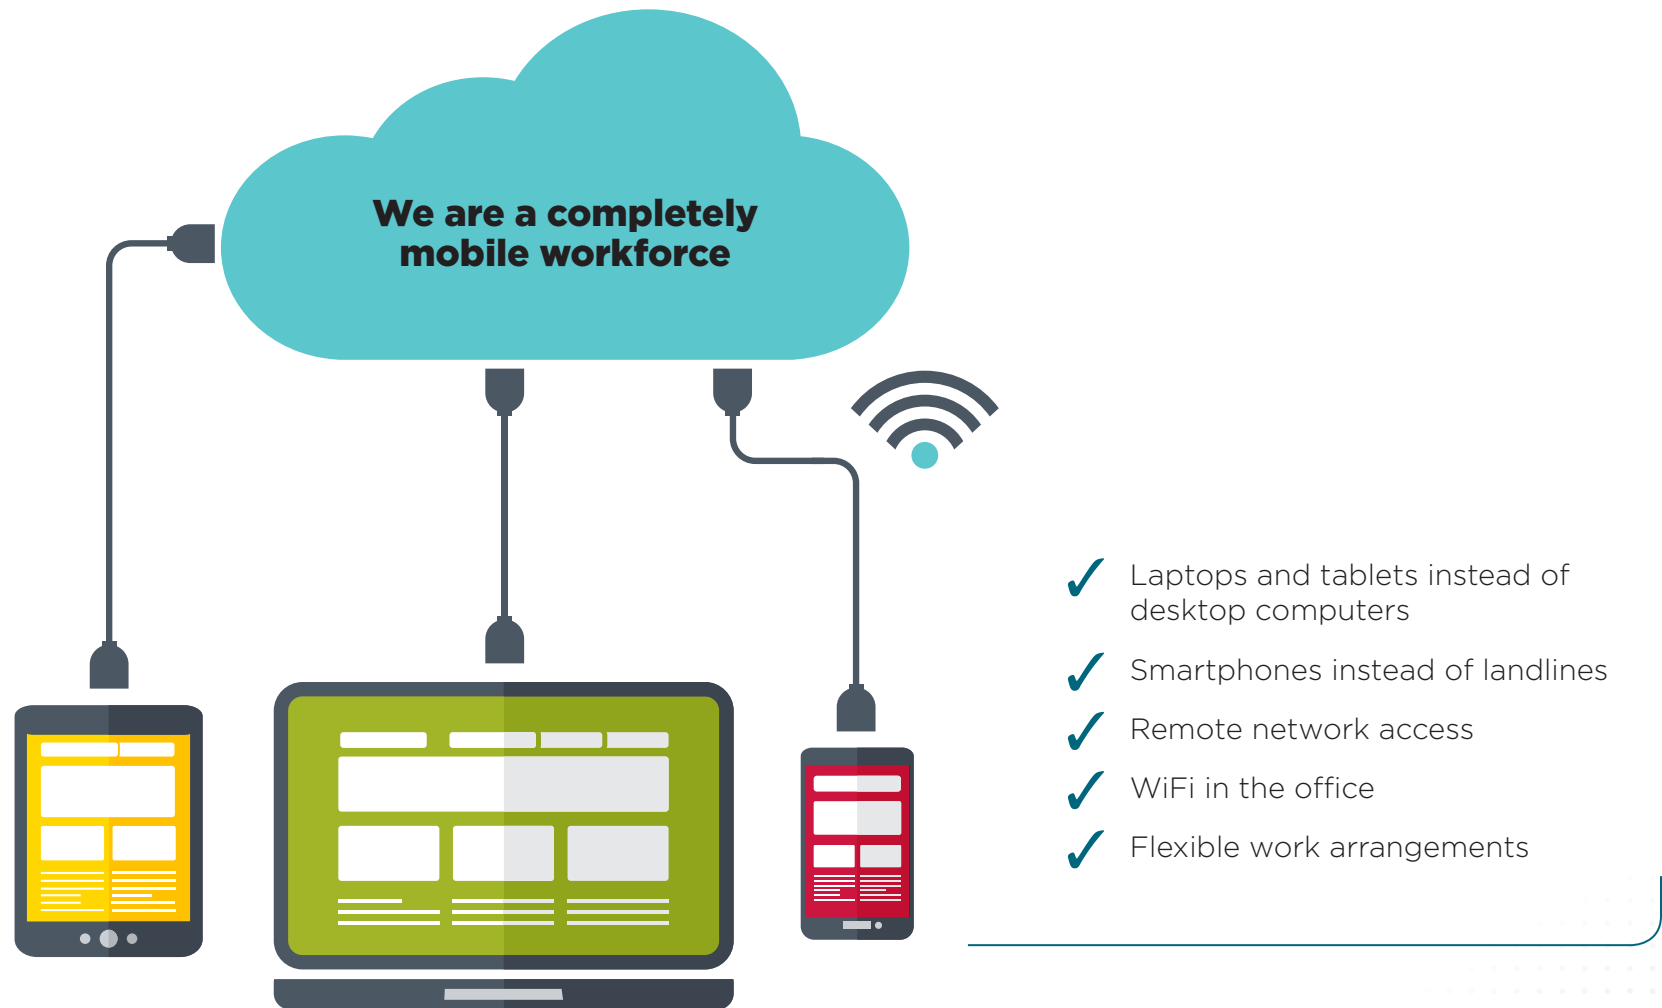 We are a completely
mobile workforce
Laptops and tablets instead of
desktop computers
Smartphones instead of landlines
Remote network access
WiFi in the office
Flexible work arrangements